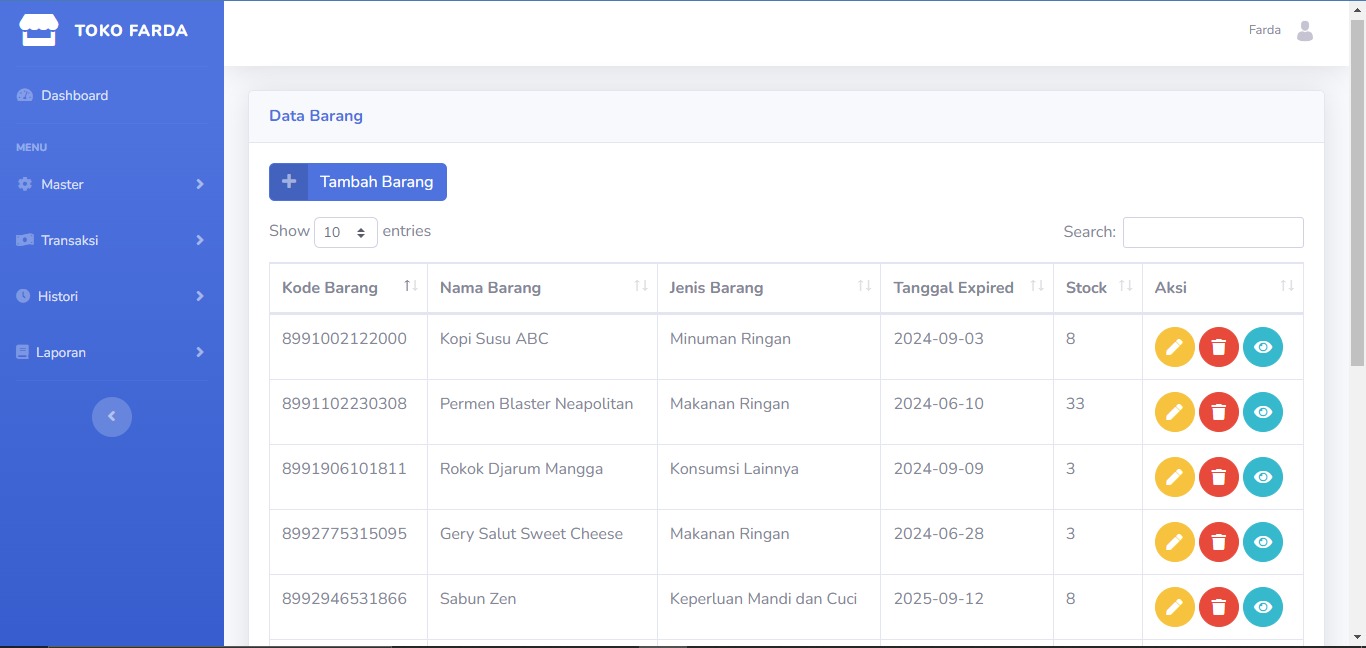 TOKO FARDA
Farda
Dashboard
MENU
Master
Transaksi
Histori
Laporan
Data Barang
Tambah Barang
Show 10 entries
Search:
Kode Barang Nama Barang Jenis Barang Tanggal Expired Stock Aksi
8991002122000 Kopi Susu ABC Minuman Ringan 2024-09-03 8
8991102230308 Permen Blaster Neapolitan Makanan Ringan 2024-06-10 33
8991906101811 Rokok Djarum Mangga Konsumsi Lainnya 2024-09-09 3
8992775315095 Gery Salut Sweet Cheese Makanan Ringan 2024-06-28 3
8992946531866 Sabun Zen Keperluan Mandi dan Cuci 2025-09-12 8